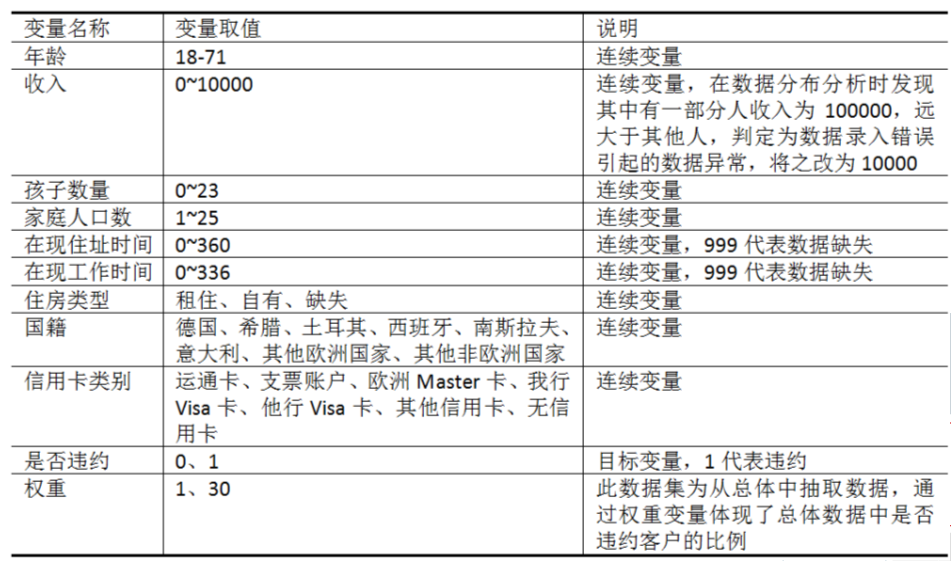 变量名称 变量取值 说明
年龄 18-71 连续变量
收入 0~10000 连续变量，在数据分布分析时发现
其中有一部分人收入为 100000，远
大于其他人，判定为数据录入错误
引起的数据异常，将之改为 10000
孩子数量 0~23 连续变量
家庭人口数 1~25 连续变量
在现住址时间 0~360 连续变量，999 代表数据缺失
在现工作时间 0~336 连续变量，999 代表数据缺失
住房类型 租住、自有、缺失 连续变量
国籍 德国、希腊、土耳其、西班牙、南斯拉夫、 连续变量
意大利、其他欧洲国家、其他非欧洲国家
信用卡类别 运通卡、支票账户、欧洲 Master 卡、我行 连续变量
Visa 卡、他行 Visa 卡、其他信用卡、无信
用卡
是否违约 0、1 目标变量，1 代表违约
权重 1、30 此数据集为从总体中抽取数据，通
过权重变量体现了总体数据中是否
违约客户的比例